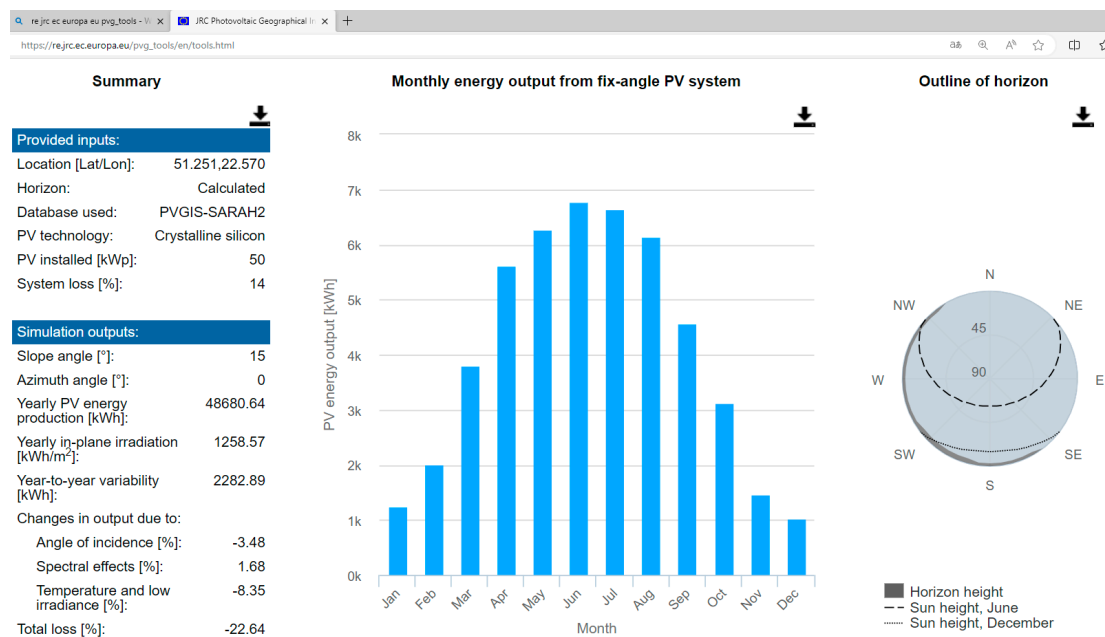 re jrc ec europa eu pvg_tools - W
JRC Photovoltaic Geographical In
https://re.jrc.ec.europa.eu/pvg_tools/en/tools.html
Summary
Provided inputs:
Location [Lat/Lon]: 51.251,22.570
Horizon: Calculated
Database used: PVGIS-SARAH2
PV technology: Crystalline silicon
PV installed [kWp]: 50
System loss [%]: 14
Simulation outputs:
Slope angle [°]: 15
Azimuth angle [°]: 0
Yearly PV energy
production [kWh]: 48680.64
Yearly in-plane irradiation
[kWh/m²]: 1258.57
Year-to-year variability
[kWh]: 2282.89
Changes in output due to:
Angle of incidence [%]: -3.48
Spectral effects [%]: 1.68
Temperature and low
irradiance [%]: -8.35
Total loss [%]: -22.64
Monthly energy output from fix-angle PV system
PV energy output [kWh]
8k
7k
6k
5k
4k
3k
2k
1k
0k
Jan Feb Mar Apr May Jun Jul Aug Sep Oct Nov Dec
Month
Outline of horizon
N
NW NE
45
W 90 E
SW SE
S
Horizon height
Sun height, June
Sun height, December